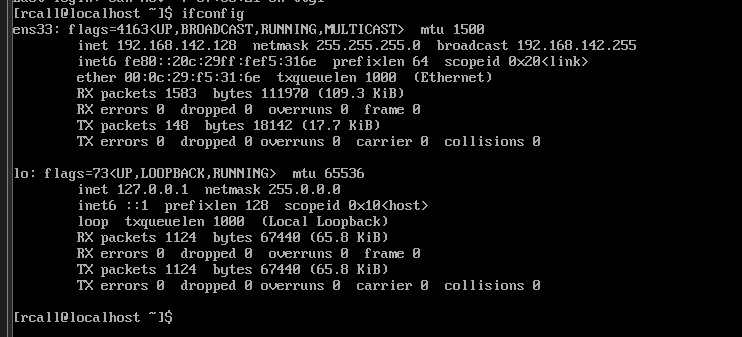 [rcall@localhost ~]$ ifconfig
ens33: flags=4163<UP,BROADCAST,RUNNING,MULTICAST>  mtu 1500
        inet 192.168.142.128  netmask 255.255.255.0  broadcast 192.168.142.255
        inet6 fe80::20c:29ff:fef5:316e  prefixlen 64  scopeid 0x20<link>
        ether 00:0c:29:f5:31:6e  txqueuelen 1000  (Ethernet)
        RX packets 1583  bytes 111970 (109.3 KiB)
        RX errors 0  dropped 0  overruns 0  frame 0
        TX packets 148  bytes 18142 (17.7 KiB)
        TX errors 0  dropped 0 overruns 0  carrier 0  collisions 0
lo: flags=73<UP,LOOPBACK,RUNNING>  mtu 65536
        inet 127.0.0.1  netmask 255.0.0.0
        inet6 ::1  prefixlen 128  scopeid 0x10<host>
        loop  txqueuelen 1000  (Local Loopback)
        RX packets 1124  bytes 67440 (65.8 KiB)
        RX errors 0  dropped 0  overruns 0  frame 0
        TX packets 1124  bytes 67440 (65.8 KiB)
        TX errors 0  dropped 0 overruns 0  carrier 0  collisions 0
[rcall@localhost ~]$